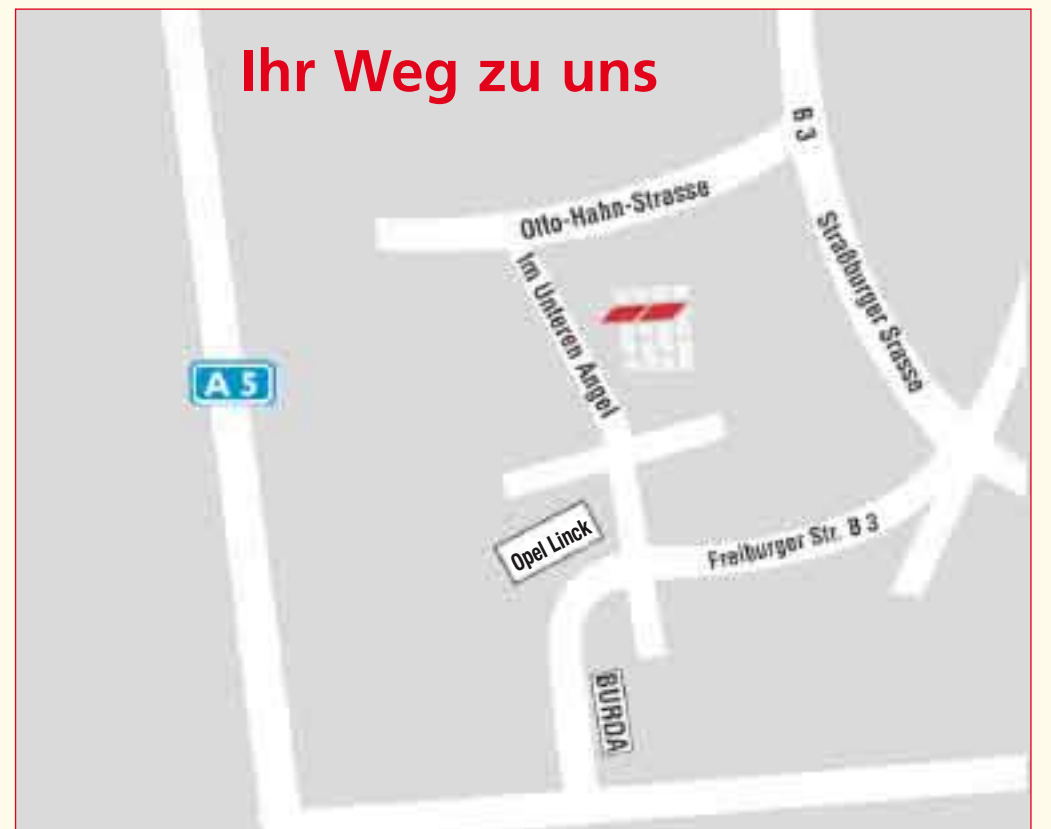 Ihr Weg zu uns
B 3
Otto-Hahn-Strasse
Straßburger Srasse
Im Unteren Angel
A 5
Opel Linck
Freiburger Str. B 3
BURDA